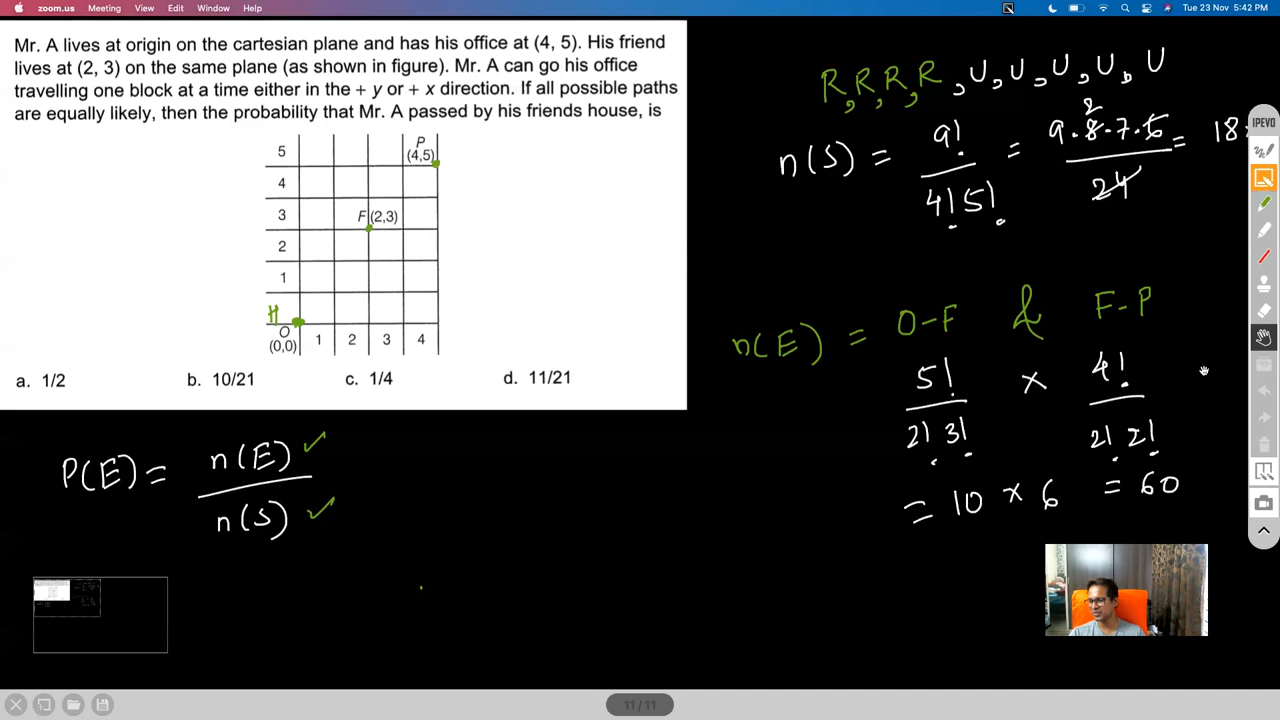 zoom.us Meeting View Edit Window Help
Tue 23 Nov 5:42 PM
Mr. A lives at origin on the cartesian plane and has his office at (4, 5). His friend
lives at (2, 3) on the same plane (as shown in figure). Mr. A can go his office
travelling one block at a time either in the + y or + x direction. If all possible paths
are equally likely, then the probability that Mr. A passed by his friends house, is
5
P
(4,5)
4
3
F (2,3)
2
1
H
O
(0,0)
1 2 3 4
a. 1/2 b. 10/21 c. 1/4 d. 11/21
R, R, R, R, U, U, U, U, U
n(S) = 9! / 4! 5! = 9 . 8 . 7 . 6 / 24 = 18
2
n(E) = O-F & F-P
5! / 2! 3! × 4! / 2! 2!
= 10 × 6 = 60
P(E) = n(E) ✓ / n(S) ✓
IPEVO
11 / 11